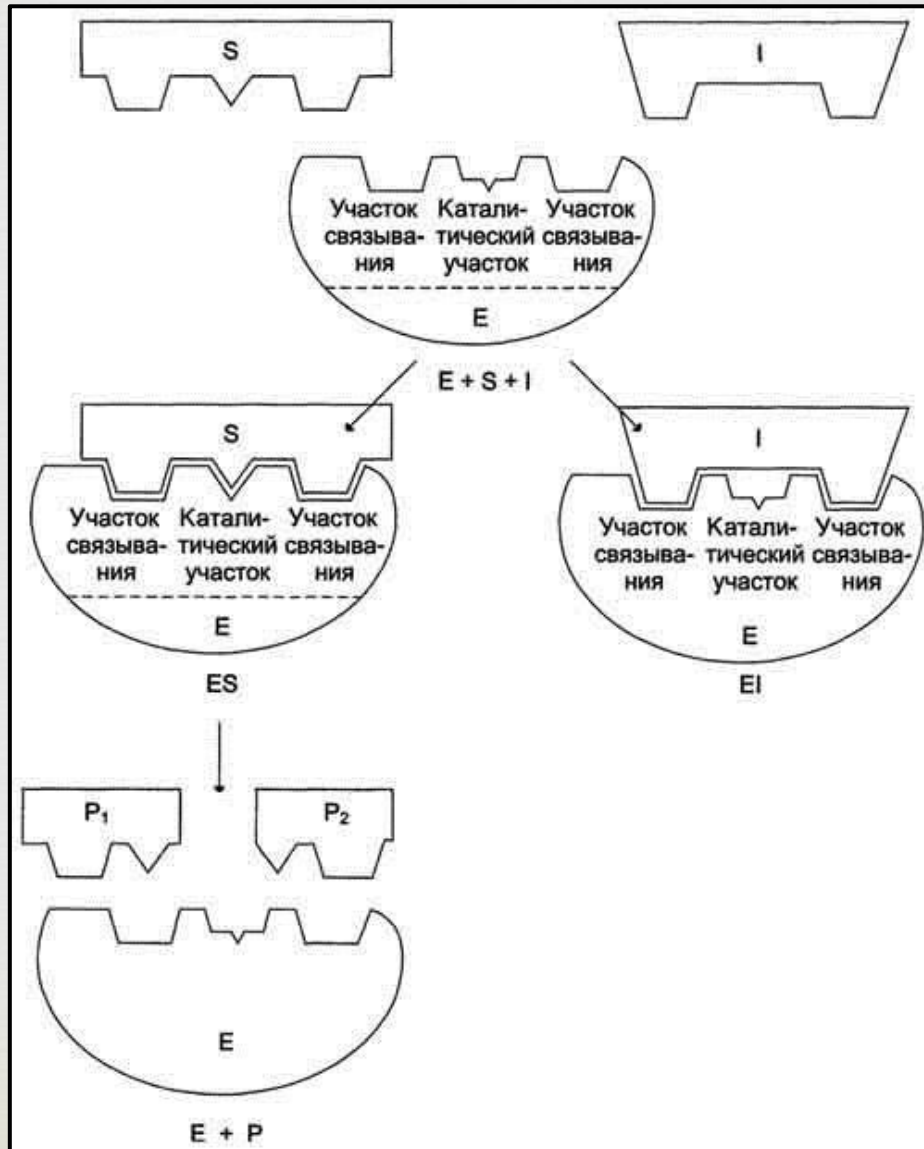 S
I
Участок Катали- Участок
связыва- тический связыва-
ния участок ния
E
E + S + I
S
I
Участок Катали- Участок
связыва- тический связыва-
ния участок ния
E
ES
Участок Катали- Участок
связыва- тический связыва-
ния участок ния
E
EI
P₁
P₂
E
E + P